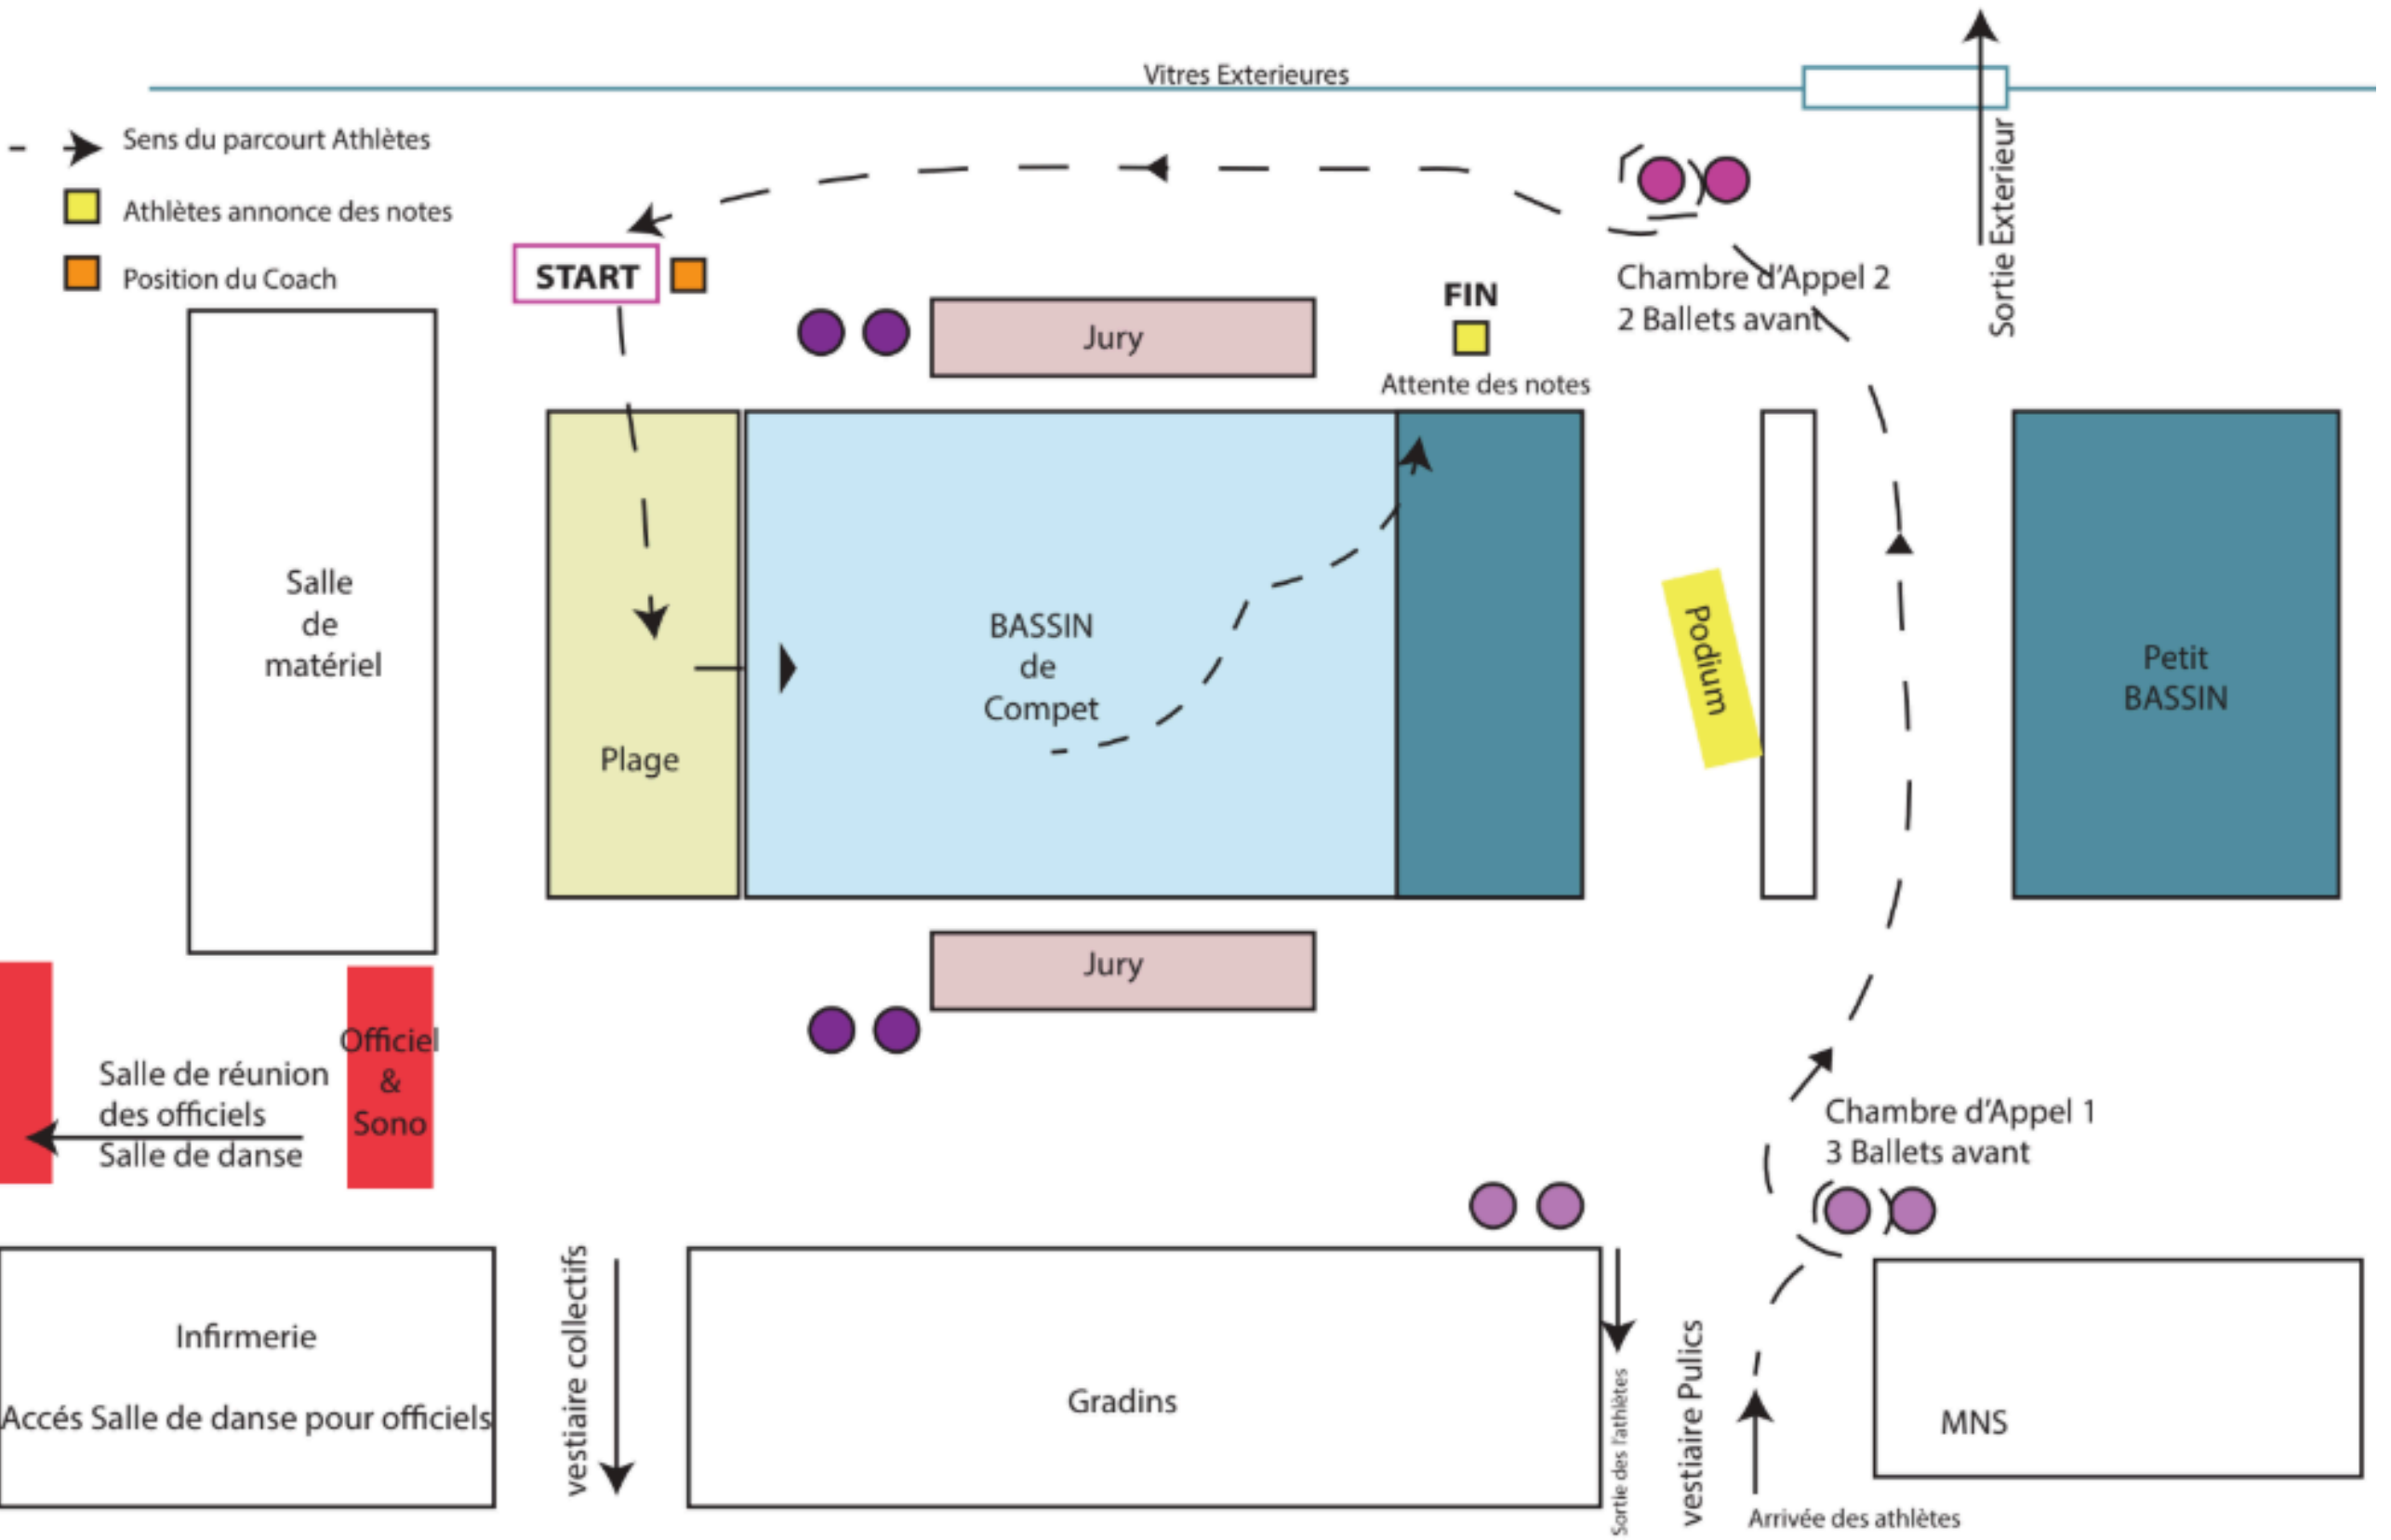 Vitres Exterieures
Sens du parcourt Athlètes
Athlètes annonce des notes
Position du Coach
Sortie Exterieur
START
FIN
Chambre d'Appel 2
2 Ballets avant
Jury
Attente des notes
Salle
de
matériel
Plage
BASSIN
de
Compet
Podium
Petit
BASSIN
Jury
Officiel
&
Sono
Salle de réunion
des officiels
Salle de danse
Chambre d'Appel 1
3 Ballets avant
Infirmerie
Accés Salle de danse pour officiels
vestiaire collectifs
Gradins
Sortie des l'athlètes
vestiaire Pulics
MNS
Arrivée des athlètes